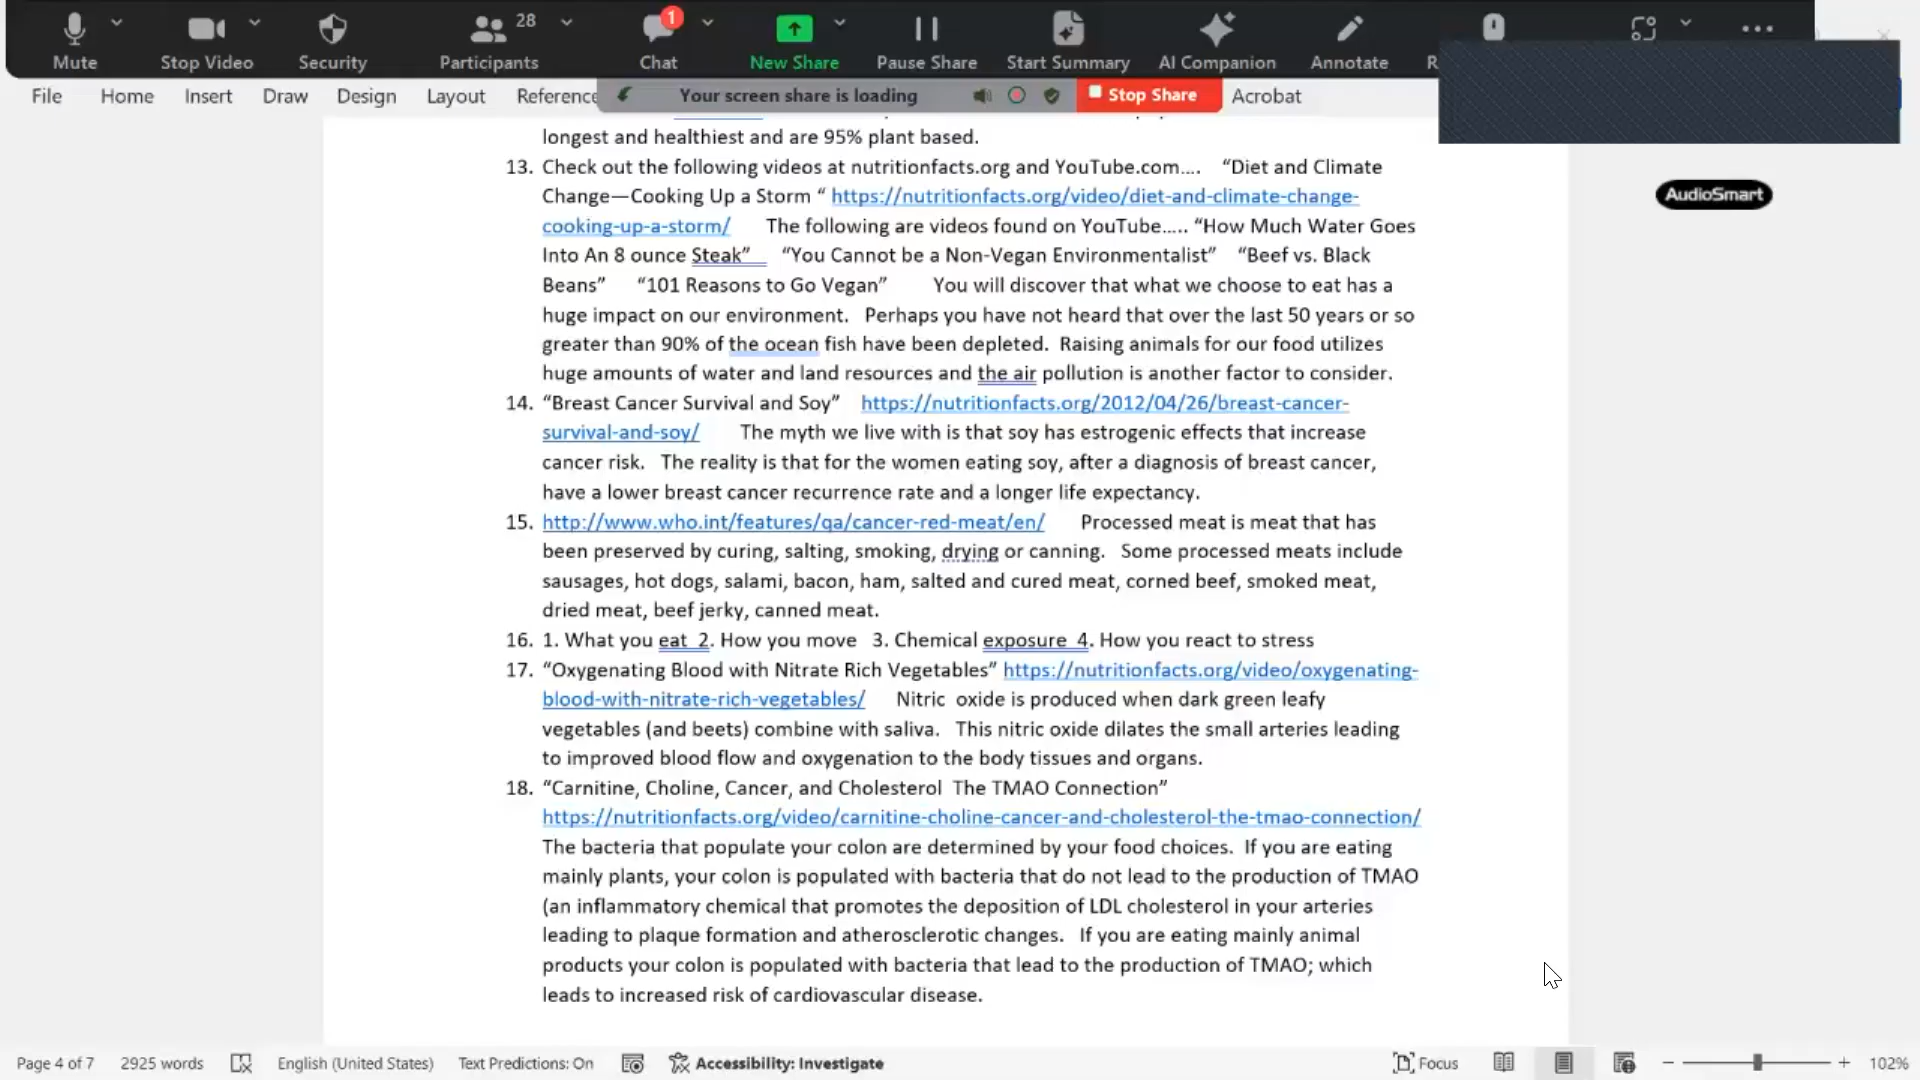 28
1
Mute
Stop Video
Security
Participants
Chat
New Share
Pause Share
Start Summary
AI Companion
Annotate
File
Home
Insert
Draw
Design
Layout
Your screen share is loading
Stop Share
Acrobat
AudioSmart
longest and healthiest and are 95% plant based.
13. Check out the following videos at nutritionfacts.org and YouTube.com.... “Diet and Climate
Change—Cooking Up a Storm “ https://nutritionfacts.org/video/diet-and-climate-change-
cooking-up-a-storm/ The following are videos found on YouTube..... “How Much Water Goes
Into An 8 ounce Steak” “You Cannot be a Non-Vegan Environmentalist” “Beef vs. Black
Beans” “101 Reasons to Go Vegan” You will discover that what we choose to eat has a
huge impact on our environment. Perhaps you have not heard that over the last 50 years or so
greater than 90% of the ocean fish have been depleted. Raising animals for our food utilizes
huge amounts of water and land resources and the air pollution is another factor to consider.
14. “Breast Cancer Survival and Soy” https://nutritionfacts.org/2012/04/26/breast-cancer-
survival-and-soy/ The myth we live with is that soy has estrogenic effects that increase
cancer risk. The reality is that for the women eating soy, after a diagnosis of breast cancer,
have a lower breast cancer recurrence rate and a longer life expectancy.
15. http://www.who.int/features/qa/cancer-red-meat/en/ Processed meat is meat that has
been preserved by curing, salting, smoking, drying or canning. Some processed meats include
sausages, hot dogs, salami, bacon, ham, salted and cured meat, corned beef, smoked meat,
dried meat, beef jerky, canned meat.
16. 1. What you eat 2. How you move 3. Chemical exposure 4. How you react to stress
17. “Oxygenating Blood with Nitrate Rich Vegetables” https://nutritionfacts.org/video/oxygenating-
blood-with-nitrate-rich-vegetables/ Nitric oxide is produced when dark green leafy
vegetables (and beets) combine with saliva. This nitric oxide dilates the small arteries leading
to improved blood flow and oxygenation to the body tissues and organs.
18. “Carnitine, Choline, Cancer, and Cholesterol The TMAO Connection”
https://nutritionfacts.org/video/carnitine-choline-cancer-and-cholesterol-the-tmao-connection/
The bacteria that populate your colon are determined by your food choices. If you are eating
mainly plants, your colon is populated with bacteria that do not lead to the production of TMAO
(an inflammatory chemical that promotes the deposition of LDL cholesterol in your arteries
leading to plaque formation and atherosclerotic changes. If you are eating mainly animal
products your colon is populated with bacteria that lead to the production of TMAO; which
leads to increased risk of cardiovascular disease.
Page 4 of 7
2925 words
English (United States)
Text Predictions: On
Accessibility: Investigate
Focus
102%